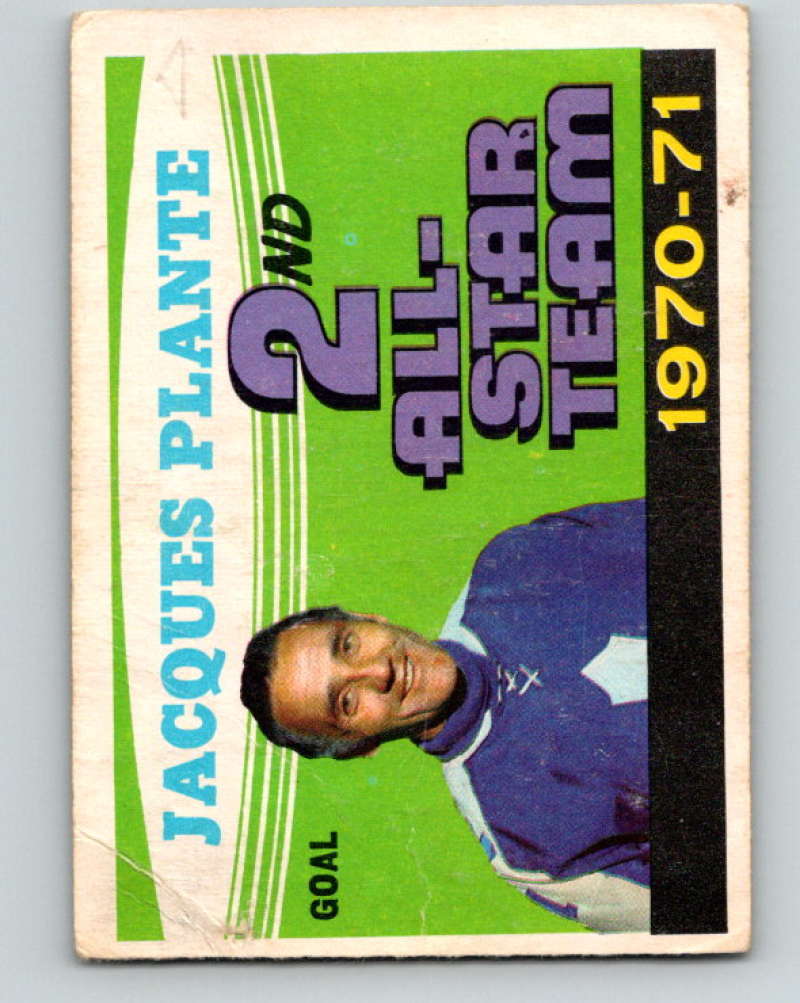 JACQUES PLANTE
2ND
ALL-
STAR
TEAM
GOAL
1970-71